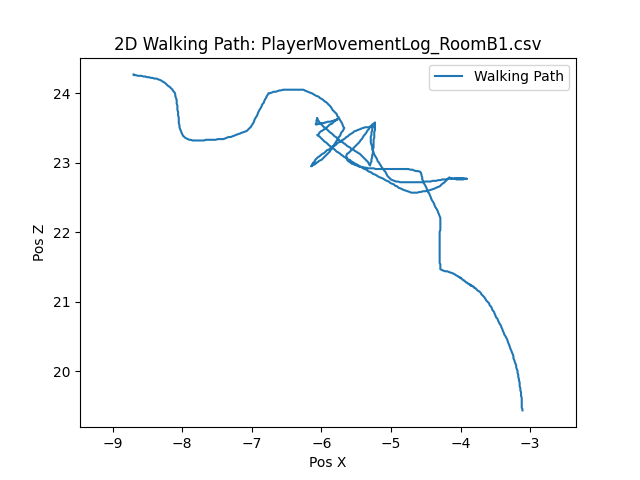 2D Walking Path: PlayerMovementLog_RoomB1.csv
Walking Path
24
23
22
21
20
Pos Z
−9 −8 −7 −6 −5 −4 −3
Pos X